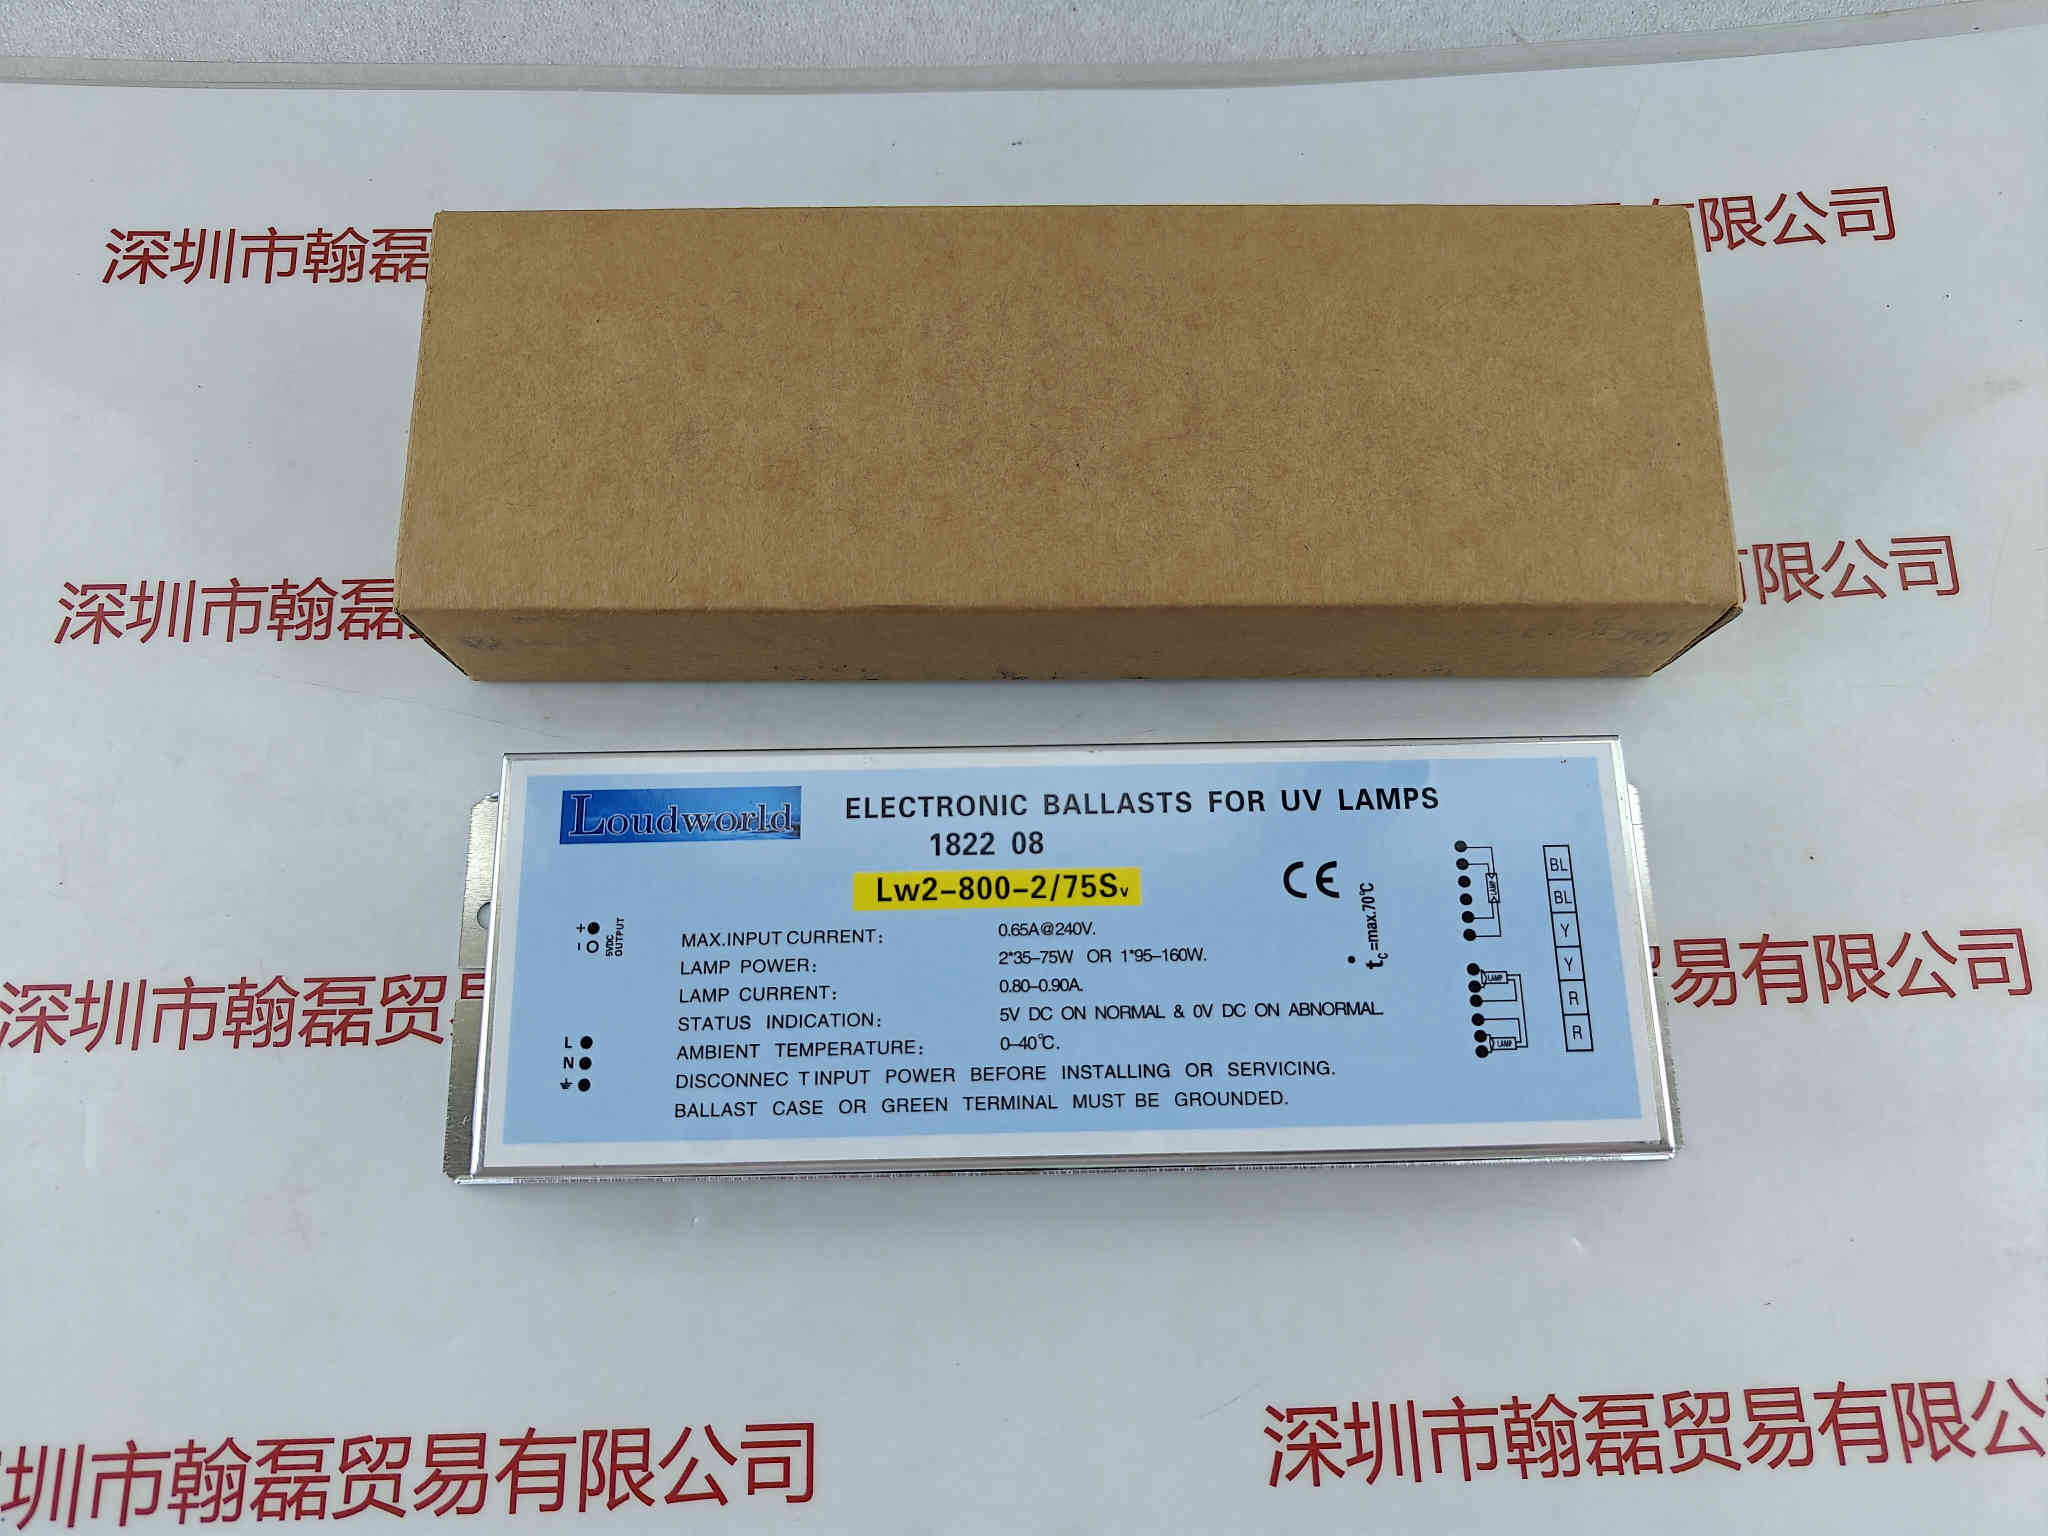 深圳市翰磊
有限公司
深圳市翰磊
有限公司
Loudworld
ELECTRONIC BALLASTS FOR UV LAMPS
1822 08
Lw2-800-2/75Sv
CE
tc=max.70℃
+
-
5VDC
OUTPUT
MAX.INPUT CURRENT: 0.65A@240V.
LAMP POWER: 2*35-75W OR 1*95-160W.
LAMP CURRENT: 0.80-0.90A.
STATUS INDICATION: 5V DC ON NORMAL & 0V DC ON ABNORMAL.
AMBIENT TEMPERATURE: 0-40℃.
DISCONNEC T INPUT POWER BEFORE INSTALLING OR SERVICING.
BALLAST CASE OR GREEN TERMINAL MUST BE GROUNDED.
L
N
LAMP
LAMP
LAMP
BL
BL
Y
Y
R
R
深圳市翰磊贸
易有限公司
深圳市翰磊贸易有限公司
深圳市翰磊贸易有限公